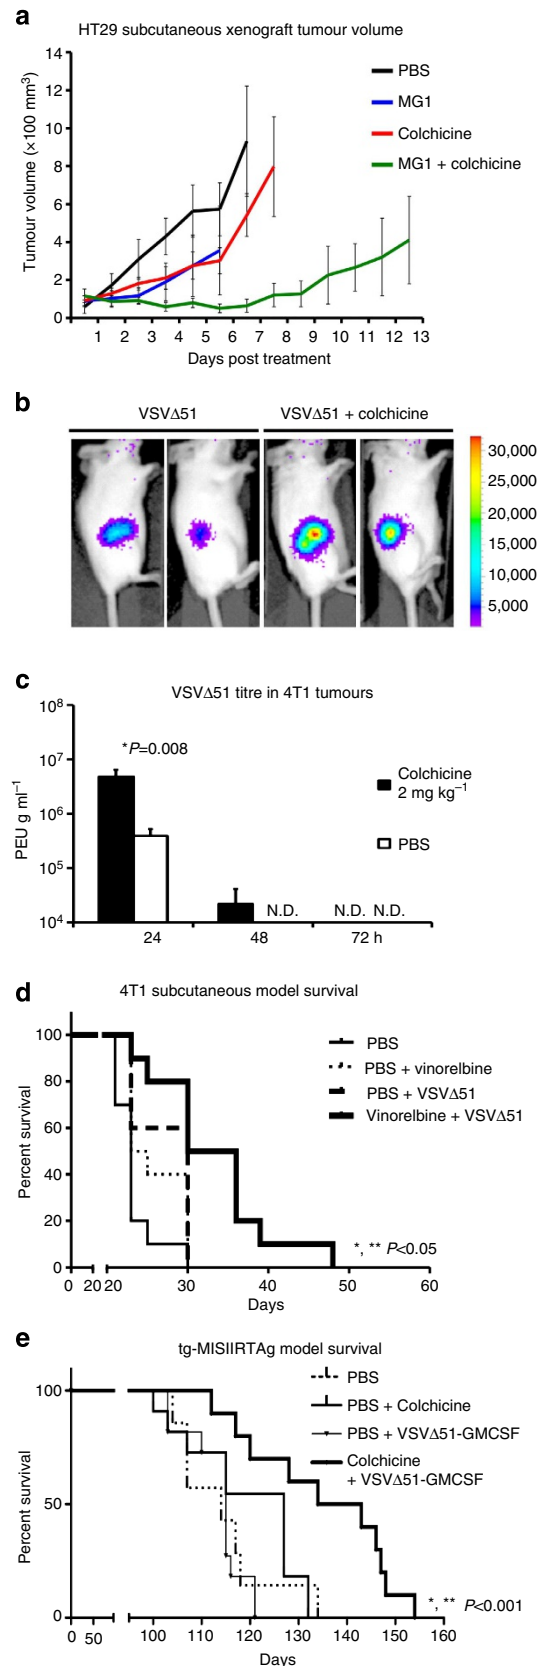 a
HT29 subcutaneous xenograft tumour volume
Tumour volume (×100 mm³)
14
12
10
8
6
4
2
0
PBS
MG1
Colchicine
MG1 + colchicine
1 2 3 4 5 6 7 8 9 10 11 12 13
Days post treatment
b
VSVΔ51 VSVΔ51 + colchicine
30,000
25,000
20,000
15,000
10,000
5,000
c
VSVΔ51 titre in 4T1 tumours
PEU g ml⁻¹
10⁸
10⁷
10⁶
10⁵
10⁴
*P=0.008
Colchicine
2 mg kg⁻¹
PBS
N.D. N.D. N.D.
24 48 72 h
d
4T1 subcutaneous model survival
Percent survival
100
80
60
40
20
0
PBS
PBS + vinorelbine
PBS + VSVΔ51
Vinorelbine + VSVΔ51
*, ** P<0.05
0 20 20 30 40 50 60
Days
e
tg-MISIIRTAg model survival
Percent survival
100
50
0
PBS
PBS + Colchicine
PBS + VSVΔ51-GMCSF
Colchicine
+ VSVΔ51-GMCSF
*, ** P<0.001
0 50 100 110 120 130 140 150 160
Days